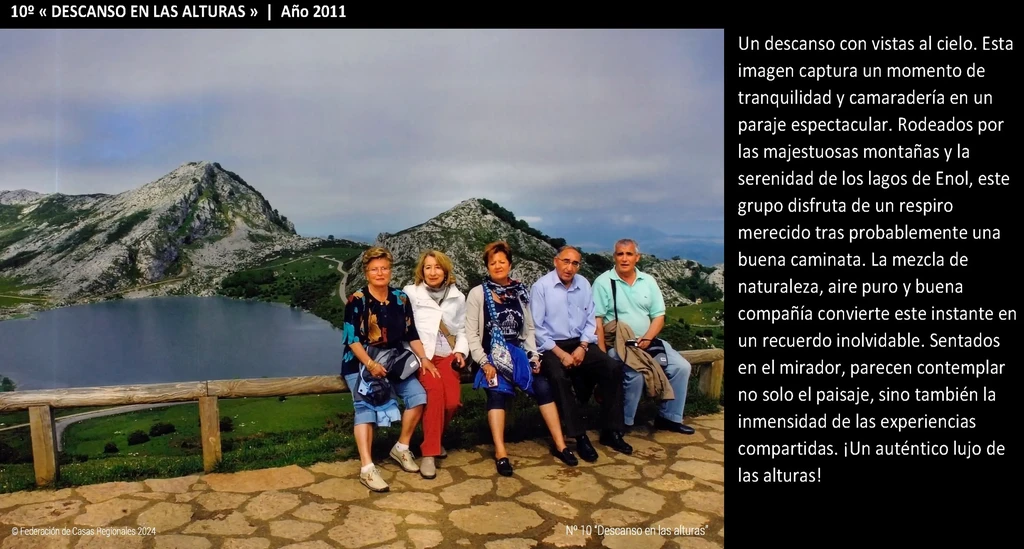 10º « DESCANSO EN LAS ALTURAS » | Año 2011
Un descanso con vistas al cielo. Esta
imagen captura un momento de
tranquilidad y camaradería en un
paraje espectacular. Rodeados por
las majestuosas montañas y la
serenidad de los lagos de Enol, este
grupo disfruta de un respiro
merecido tras probablemente una
buena caminata. La mezcla de
naturaleza, aire puro y buena
compañía convierte este instante en
un recuerdo inolvidable. Sentados
en el mirador, parecen contemplar
no solo el paisaje, sino también la
inmensidad de las experiencias
compartidas. ¡Un auténtico lujo de
las alturas!
© Federación de Casas Regionales 2024
Nº 10 "Descanso en las alturas"